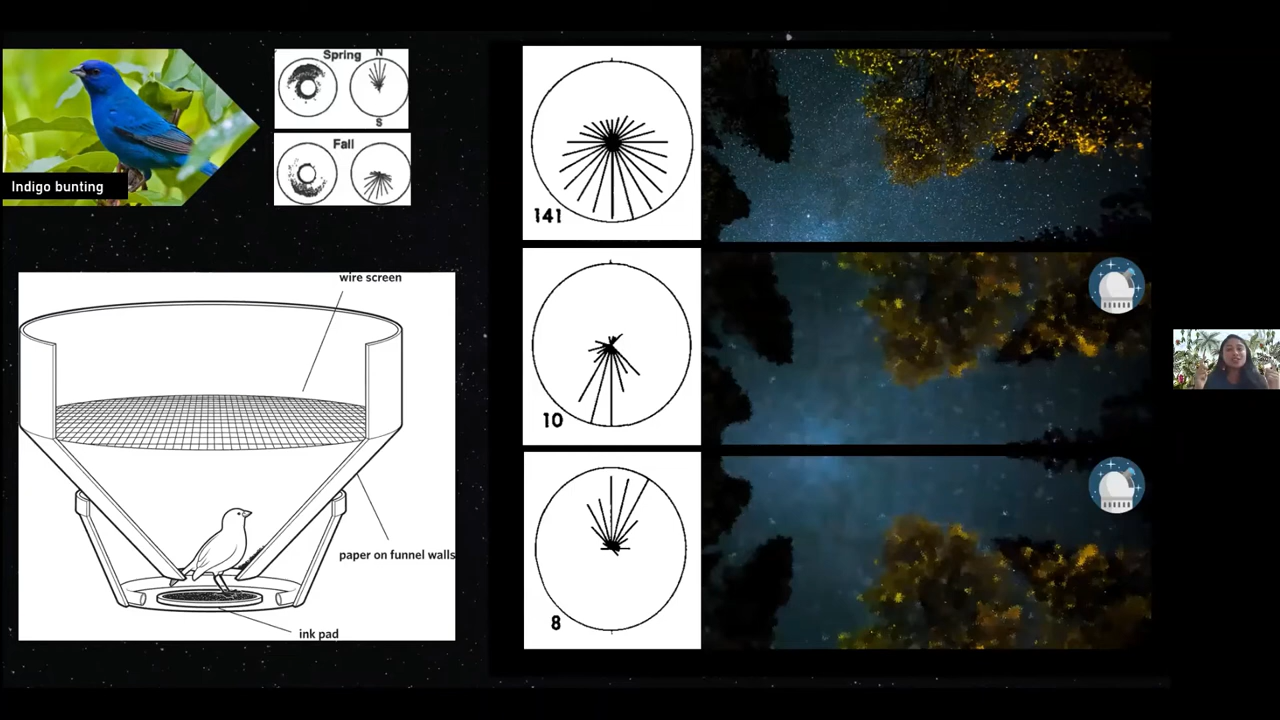 Spring
N
S
Fall
Indigo bunting
wire screen
paper on funnel walls
ink pad
141
10
8